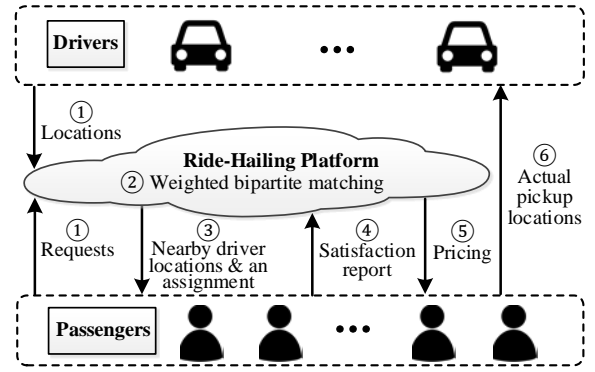 Drivers
①
Locations
Ride-Hailing Platform
② Weighted bipartite matching
⑥
Actual
pickup
locations
①
Requests
③
Nearby driver
locations & an
assignment
④
Satisfaction
report
⑤
Pricing
Passengers